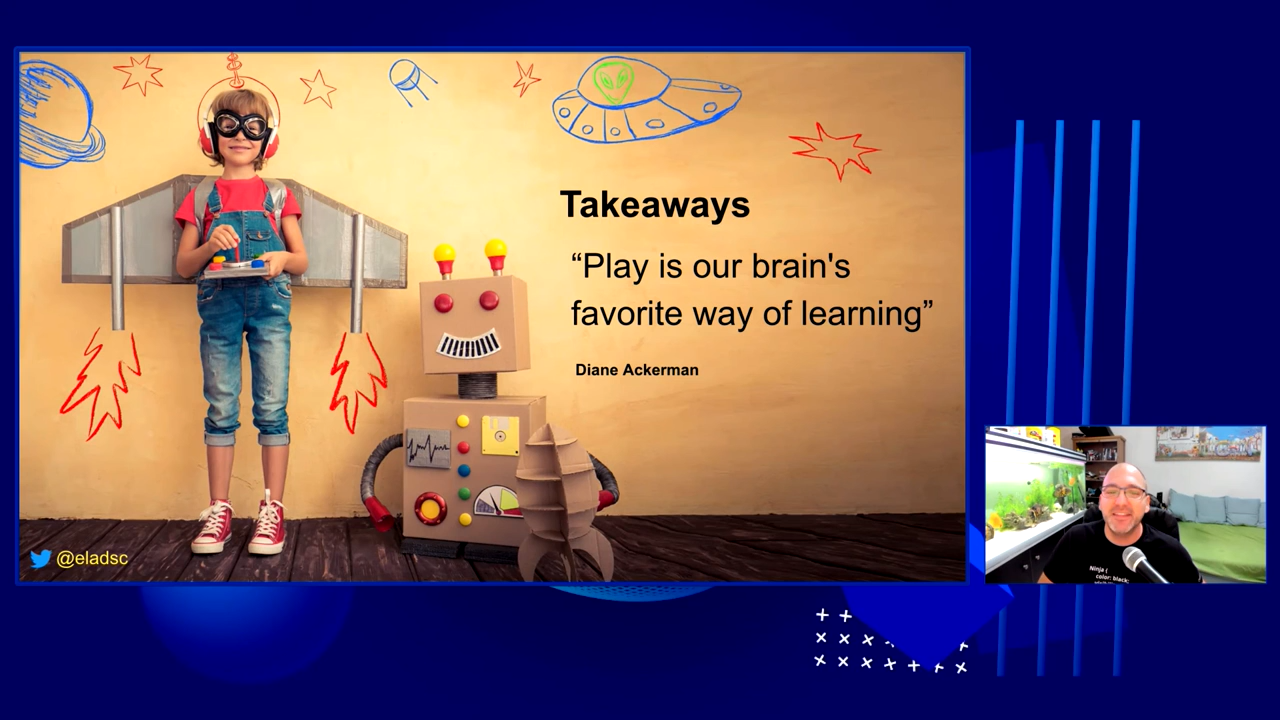 Takeaways
“Play is our brain's
favorite way of learning”
Diane Ackerman
@eladsc
Ninja {
color: black;